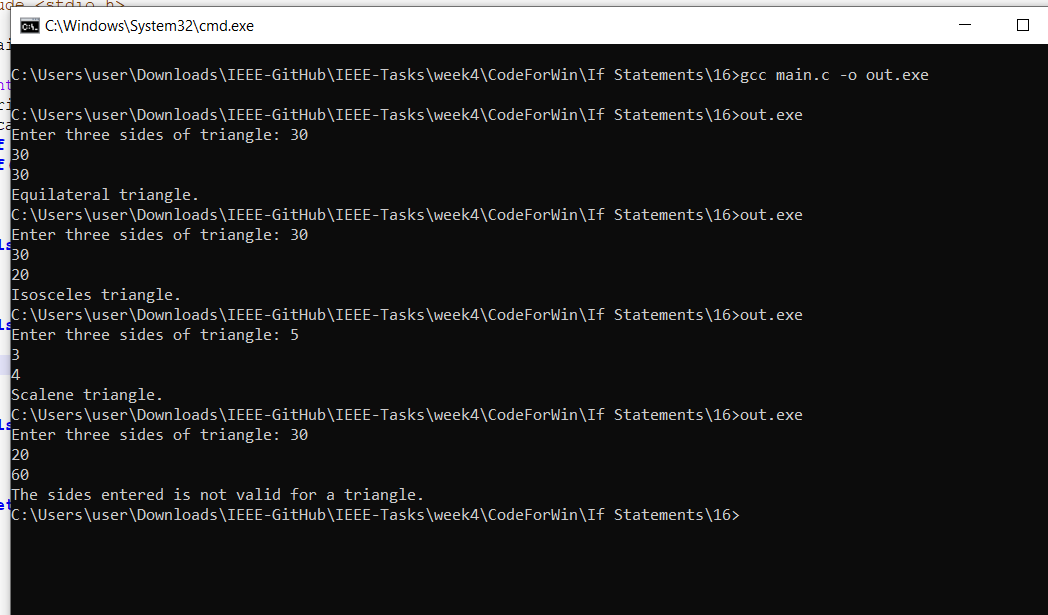 ude <stdio.h>
C:\Windows\System32\cmd.exe
C:\Users\user\Downloads\IEEE-GitHub\IEEE-Tasks\week4\CodeForWin\If Statements\16>gcc main.c -o out.exe
C:\Users\user\Downloads\IEEE-GitHub\IEEE-Tasks\week4\CodeForWin\If Statements\16>out.exe
Enter three sides of triangle: 30
30
30
Equilateral triangle.
C:\Users\user\Downloads\IEEE-GitHub\IEEE-Tasks\week4\CodeForWin\If Statements\16>out.exe
Enter three sides of triangle: 30
30
20
Isosceles triangle.
C:\Users\user\Downloads\IEEE-GitHub\IEEE-Tasks\week4\CodeForWin\If Statements\16>out.exe
Enter three sides of triangle: 5
3
4
Scalene triangle.
C:\Users\user\Downloads\IEEE-GitHub\IEEE-Tasks\week4\CodeForWin\If Statements\16>out.exe
Enter three sides of triangle: 30
20
60
The sides entered is not valid for a triangle.
C:\Users\user\Downloads\IEEE-GitHub\IEEE-Tasks\week4\CodeForWin\If Statements\16>